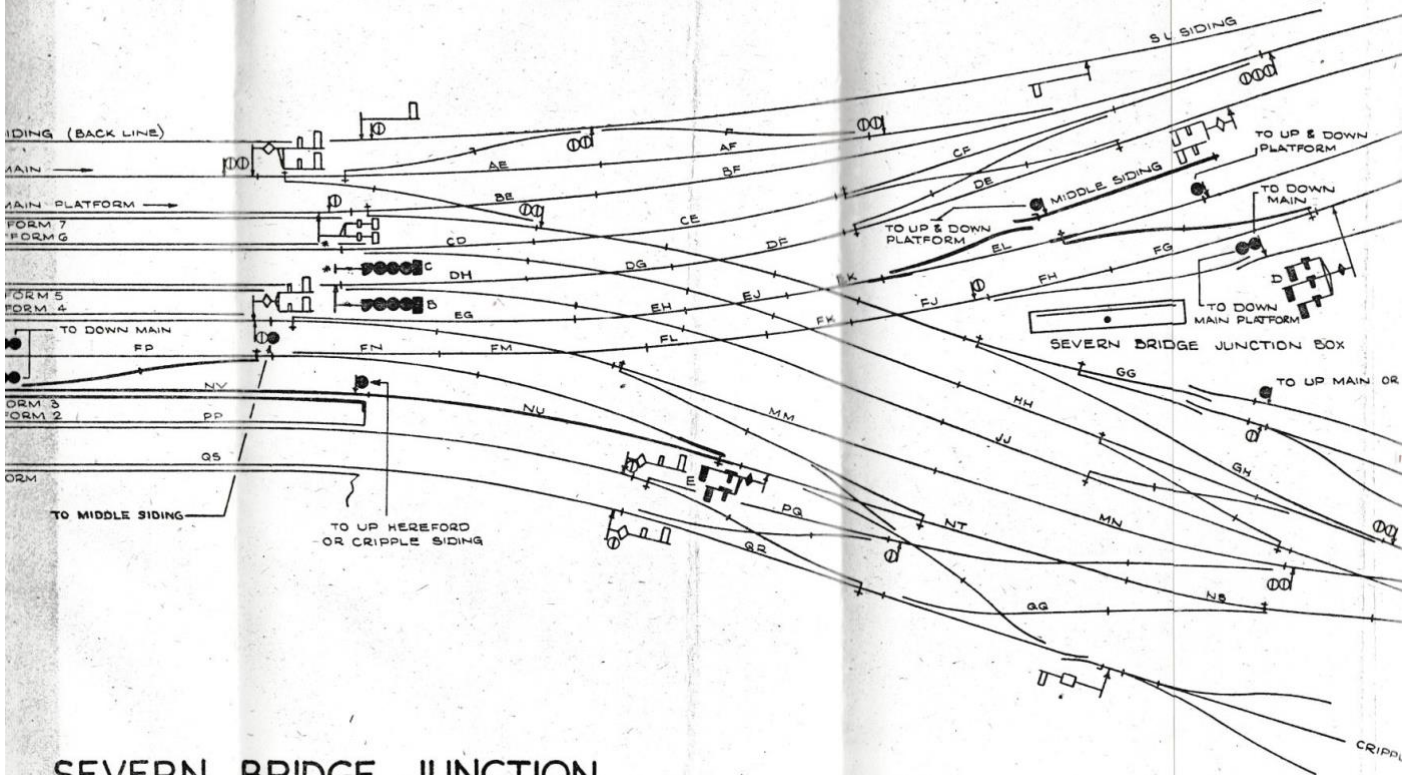 SL SIDING
IDING (BACK LINE)
MAIN
MAIN PLATFORM
FORM 7
FORM 6
FORM 5
FORM 4
TO DOWN MAIN
FP
NV
ORM 3
ORM 2
PP
QS
ORM
TO MIDDLE SIDING
TO UP HEREFORD
OR CRIPPLE SIDING
AE
AF
BE
BF
CD
CE
CF
DE
C
DH
DG
DF
B
EG
EH
EJ
EK
EL
FN
FM
FL
FK
FJ
FH
FG
TO UP & DOWN
PLATFORM
MIDDLE SIDING
TO UP & DOWN
PLATFORM
TO DOWN
MAIN
D
TO DOWN
MAIN PLATFORM
SEVERN BRIDGE JUNCTION BOX
GG
TO UP MAIN OR
HH
JJ
GH
MM
MN
NU
E
PQ
NT
QR
NS
QQ
CRIPPL
SEVERN BRIDGE JUNCTION